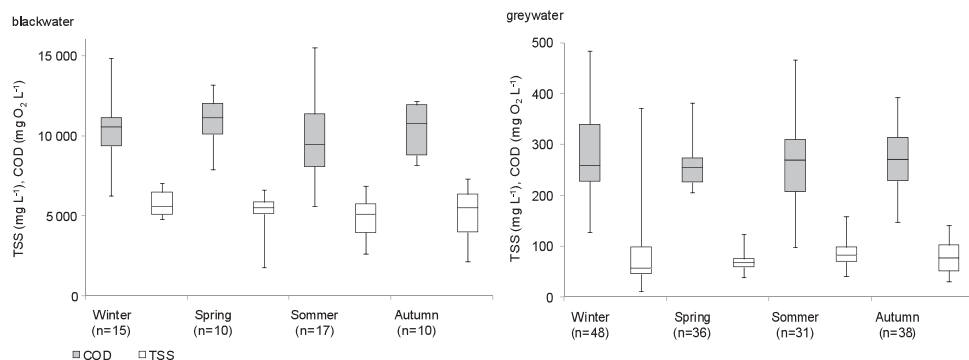 blackwater
TSS (mg L⁻¹), COD (mg O₂ L⁻¹)
15 000
10 000
5 000
0
Winter Spring Sommer Autumn
(n=15) (n=10) (n=17) (n=10)
COD TSS
greywater
TSS (mg L⁻¹), COD (mg O₂ L⁻¹)
500
400
300
200
100
0
Winter Spring Sommer Autumn
(n=48) (n=36) (n=31) (n=38)